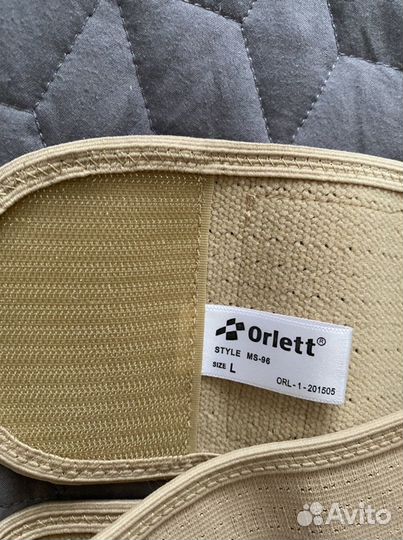 Orlett®
STYLE MS-96
SIZE L
ORL-1-201505
Avito